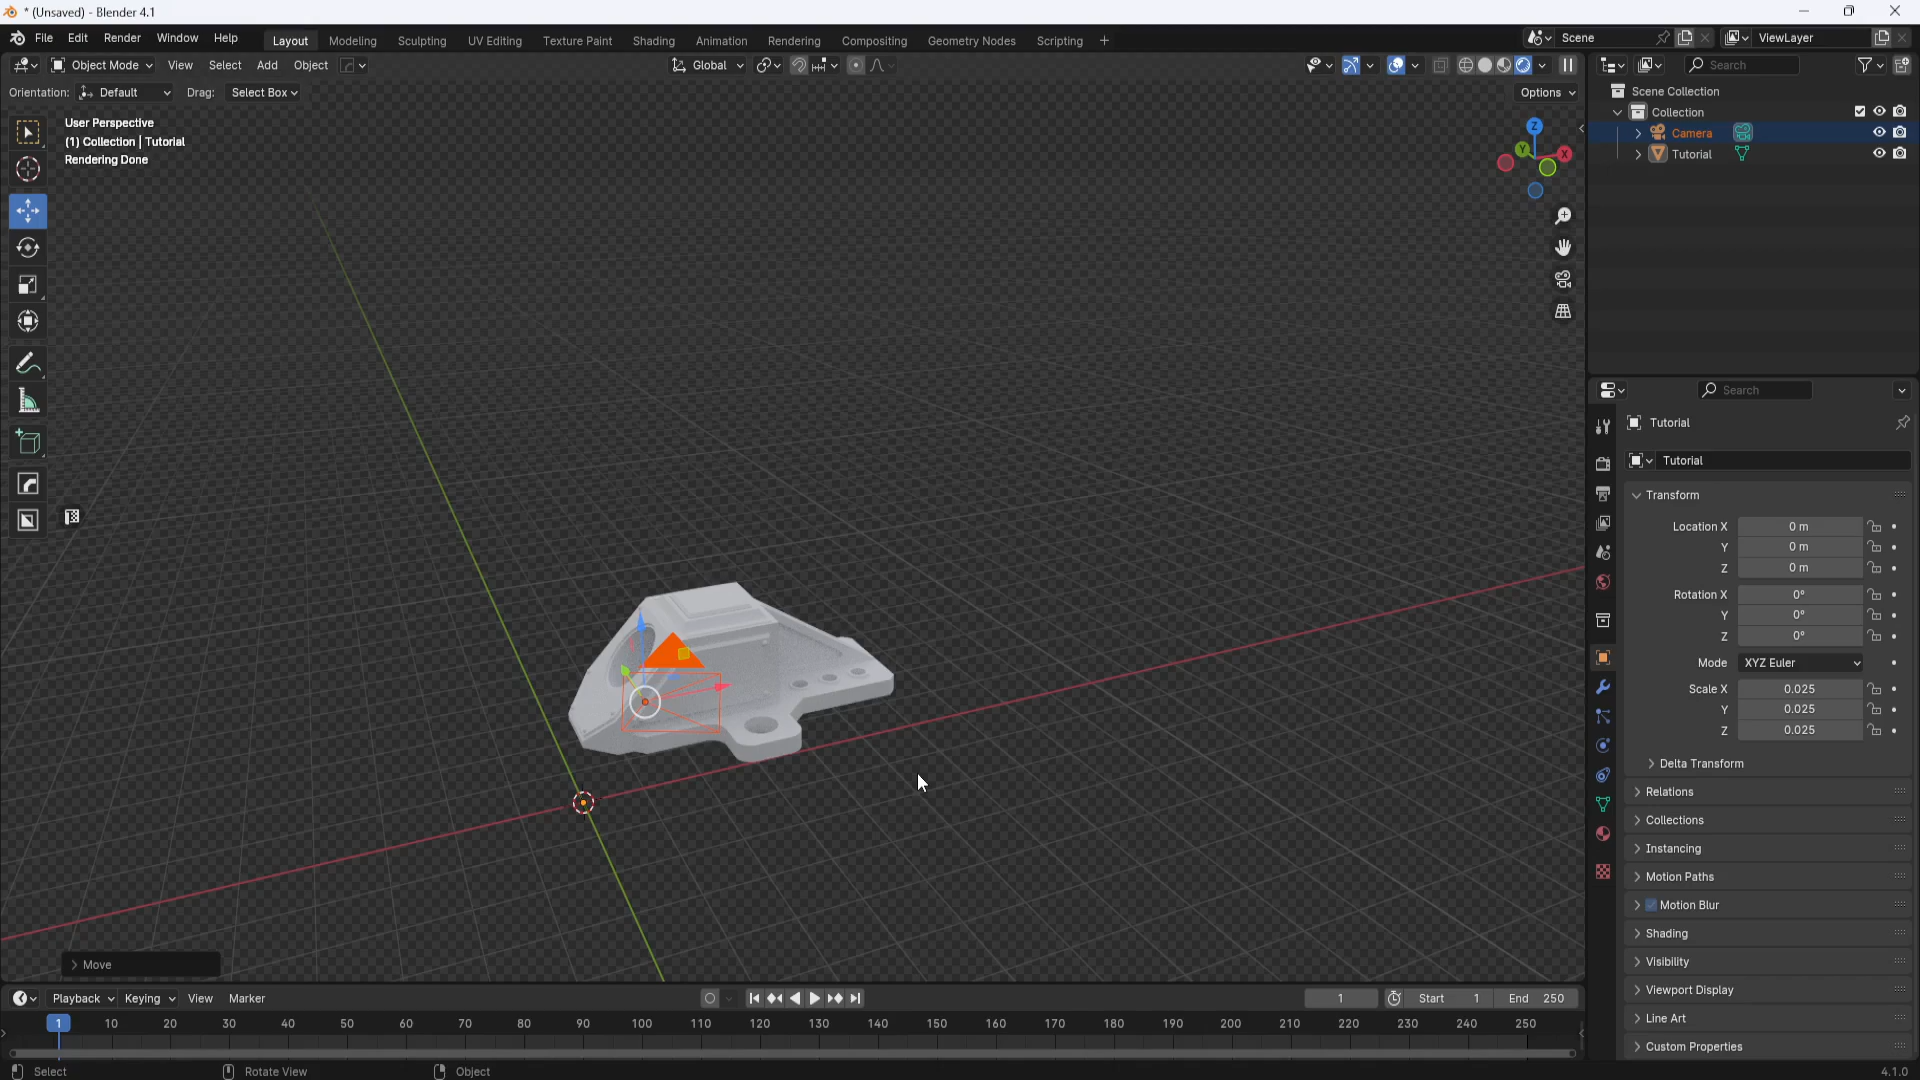 * (Unsaved) - Blender 4.1
File Edit Render Window Help Layout Modeling Sculpting UV Editing Texture Paint Shading Animation Rendering Compositing Geometry Nodes Scripting + Scene ViewLayer
Object Mode View Select Add Object Global Search
Orientation: Default Drag: Select Box Options
Scene Collection
Collection
Camera
Tutorial
User Perspective
(1) Collection | Tutorial
Rendering Done
Z
Y
X
Search
Tutorial
Tutorial
Transform
Location X 0 m
Y 0 m
Z 0 m
Rotation X 0°
Y 0°
Z 0°
Mode XYZ Euler
Scale X 0.025
Y 0.025
Z 0.025
Delta Transform
Relations
Collections
Instancing
Motion Paths
Motion Blur
Shading
Visibility
Viewport Display
Line Art
Custom Properties
Move
Playback Keying View Marker 1 Start 1 End 250
1 10 20 30 40 50 60 70 80 90 100 110 120 130 140 150 160 170 180 190 200 210 220 230 240 250
Select Rotate View Object 4.1.0